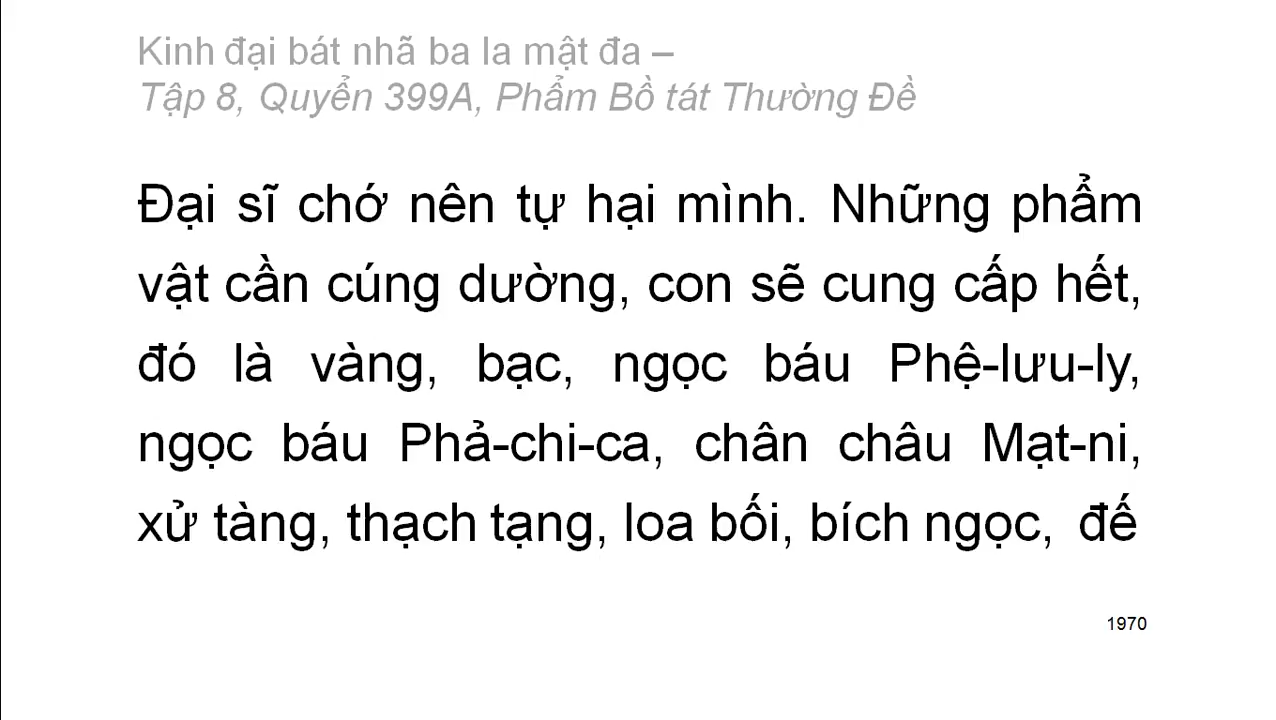 Kinh đại bát nhã ba la mật đa –
Tập 8, Quyển 399A, Phẩm Bồ tát Thường Đề
Đại sĩ chớ nên tự hại mình. Những phẩm
vật cần cúng dường, con sẽ cung cấp hết,
đó là vàng, bạc, ngọc báu Phệ-lưu-ly,
ngọc báu Phả-chi-ca, chân châu Mạt-ni,
xử tàng, thạch tạng, loa bối, bích ngọc, đế
1970